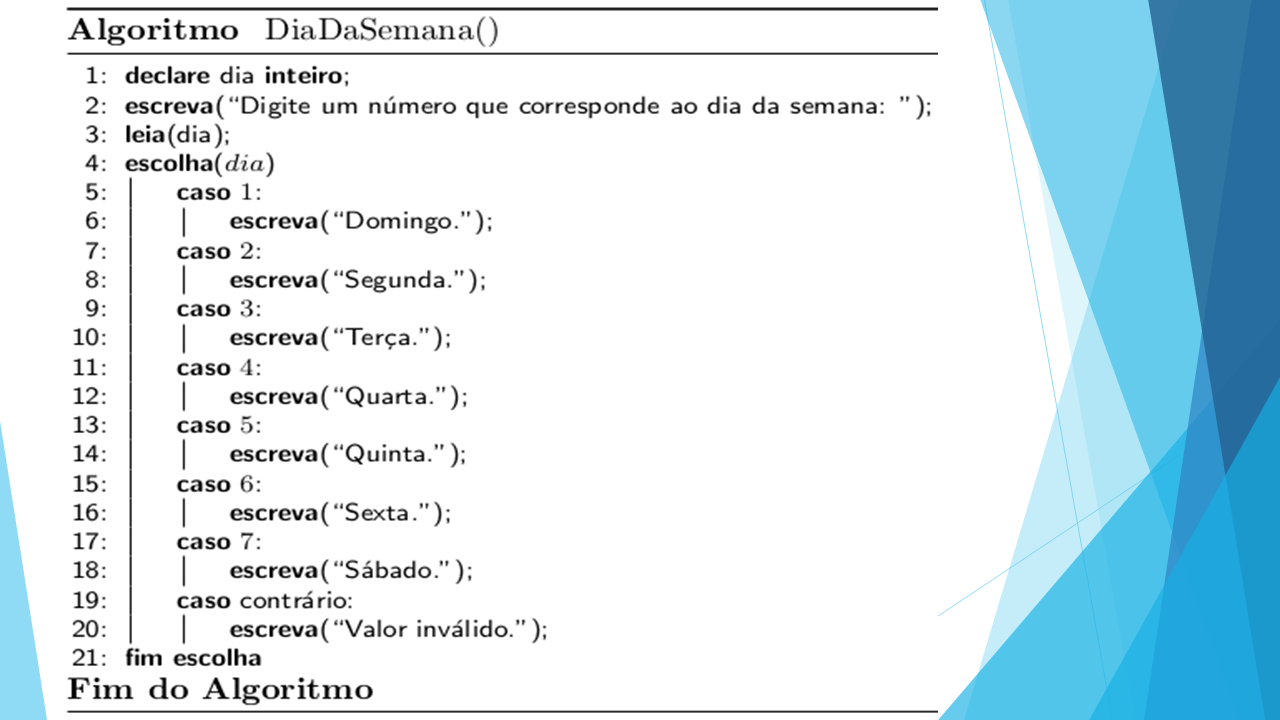 Algoritmo DiaDaSemana()
1: declare dia inteiro;
2: escreva(“Digite um número que corresponde ao dia da semana: ”);
3: leia(dia);
4: escolha(dia)
5: caso 1:
6: escreva(“Domingo.”);
7: caso 2:
8: escreva(“Segunda.”);
9: caso 3:
10: escreva(“Terça.”);
11: caso 4:
12: escreva(“Quarta.”);
13: caso 5:
14: escreva(“Quinta.”);
15: caso 6:
16: escreva(“Sexta.”);
17: caso 7:
18: escreva(“Sábado.”);
19: caso contrário:
20: escreva(“Valor inválido.”);
21: fim escolha
Fim do Algoritmo